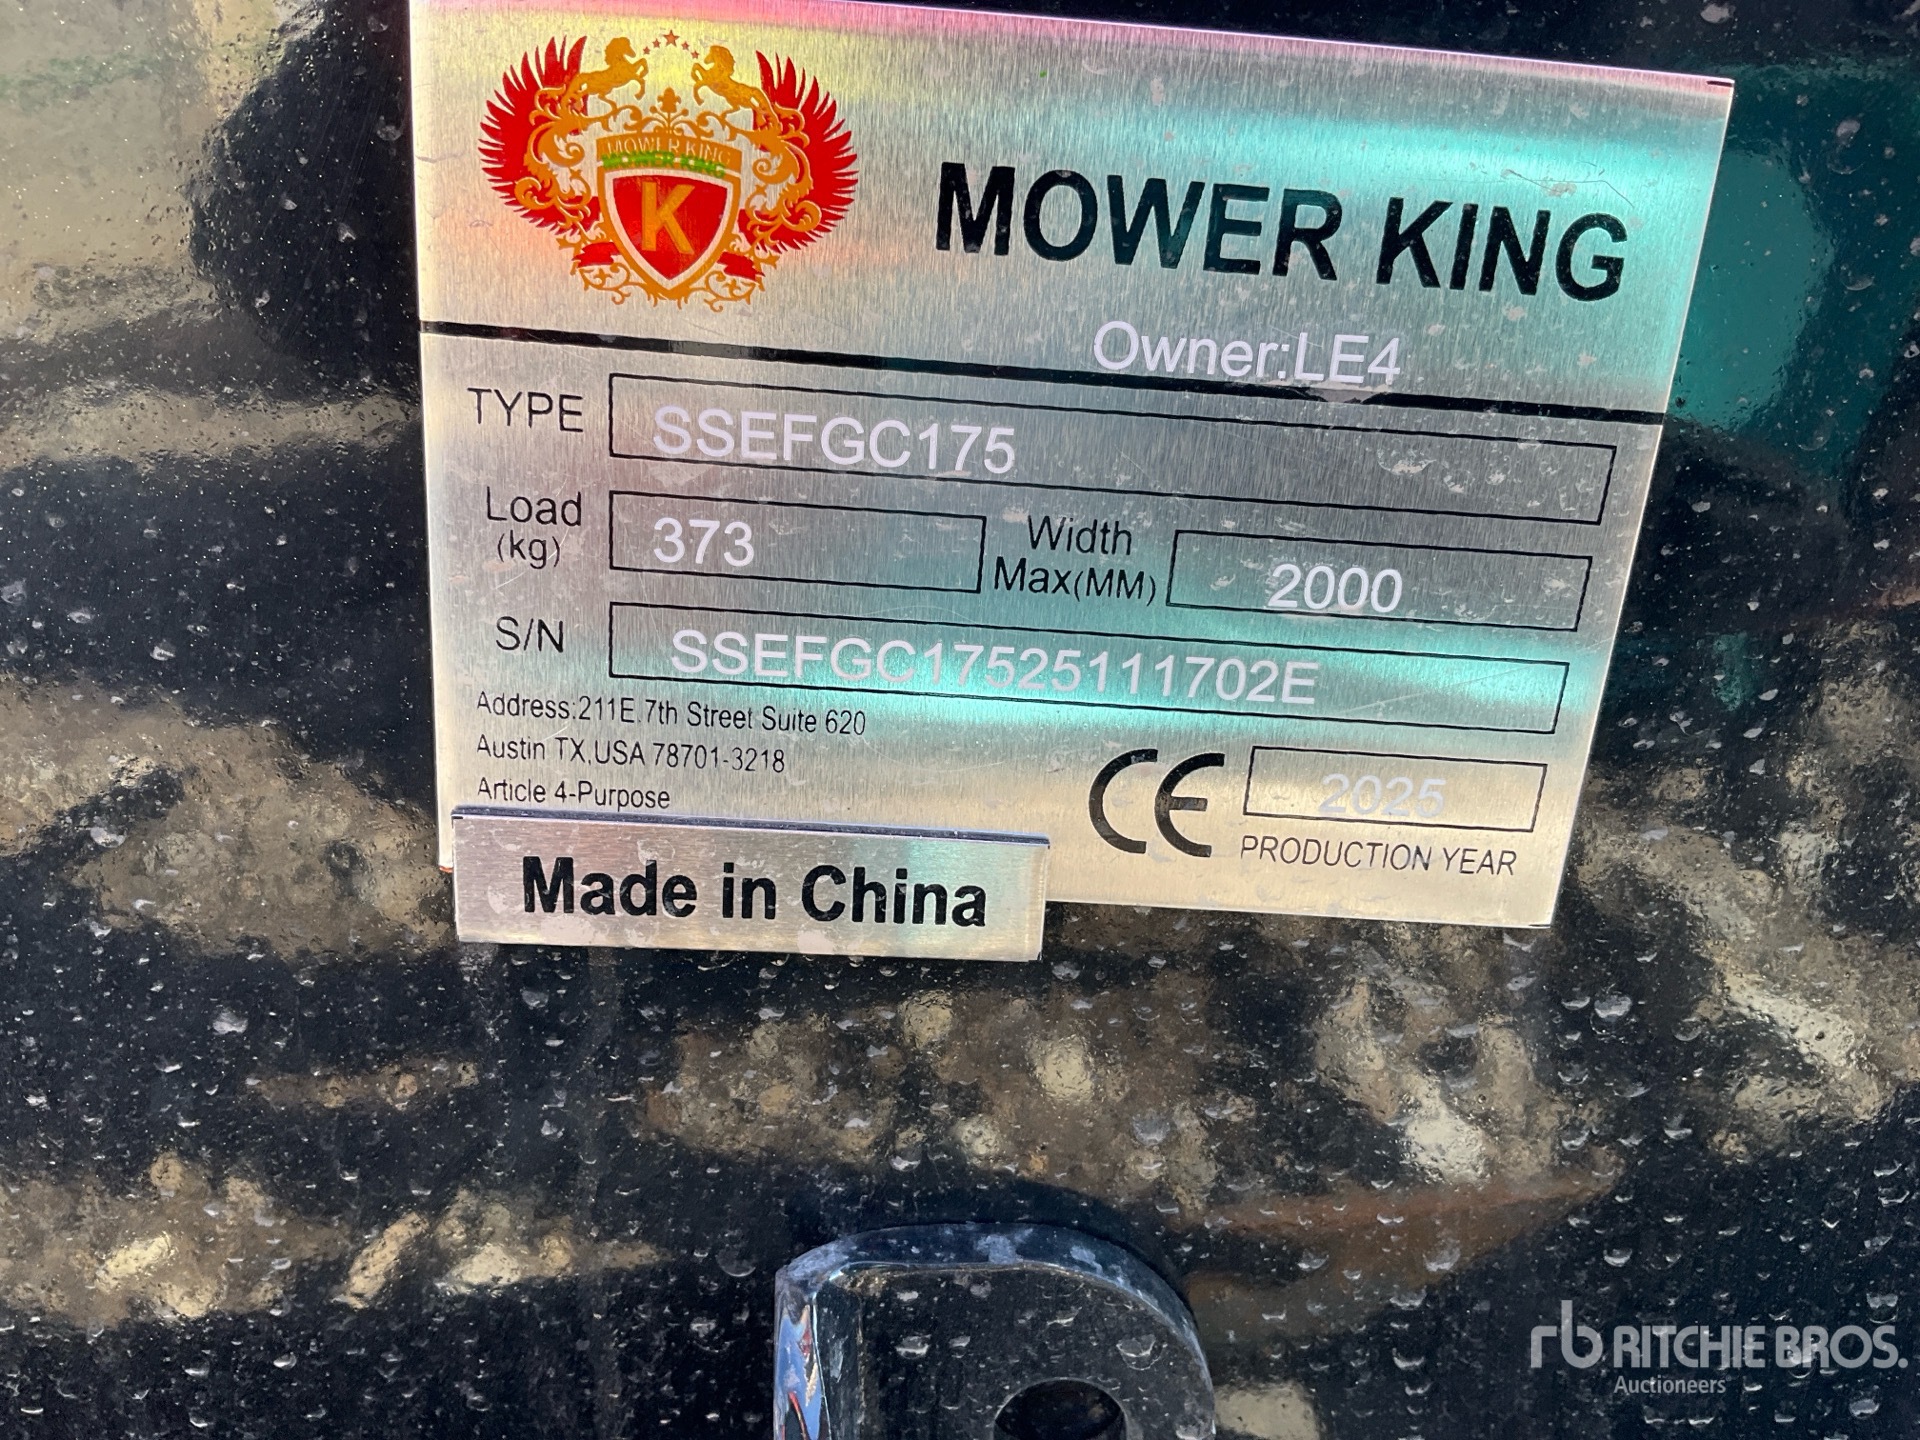 MOWER KING
MOWER KING
K
MOWER KING
Owner:LE4
TYPE SSEFGC175
Load (kg) 373 Width Max(MM) 2000
S/N SSEFGC17525111702E
Address:211E.7th Street Suite 620
Austin TX,USA 78701-3218
Article 4-Purpose
CE 2025
PRODUCTION YEAR
Made in China
rb RITCHIE BROS.
Auctioneers